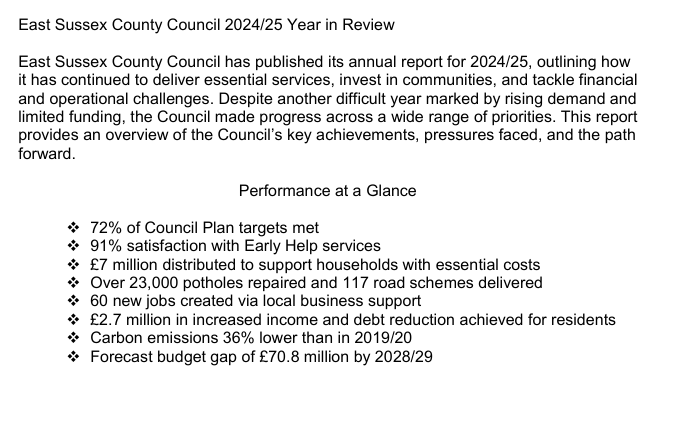 East Sussex County Council 2024/25 Year in Review
East Sussex County Council has published its annual report for 2024/25, outlining how
it has continued to deliver essential services, invest in communities, and tackle financial
and operational challenges. Despite another difficult year marked by rising demand and
limited funding, the Council made progress across a wide range of priorities. This report
provides an overview of the Council’s key achievements, pressures faced, and the path
forward.
Performance at a Glance
❖ 72% of Council Plan targets met
❖ 91% satisfaction with Early Help services
❖ £7 million distributed to support households with essential costs
❖ Over 23,000 potholes repaired and 117 road schemes delivered
❖ 60 new jobs created via local business support
❖ £2.7 million in increased income and debt reduction achieved for residents
❖ Carbon emissions 36% lower than in 2019/20
❖ Forecast budget gap of £70.8 million by 2028/29